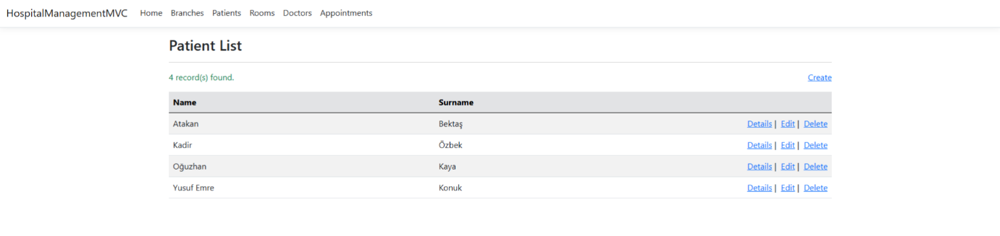 HospitalManagementMVC Home Branches Patients Rooms Doctors Appointments
Patient List
4 record(s) found. Create
Name Surname
Atakan Bektaş Details | Edit | Delete
Kadir Özbek Details | Edit | Delete
Oğuzhan Kaya Details | Edit | Delete
Yusuf Emre Konuk Details | Edit | Delete